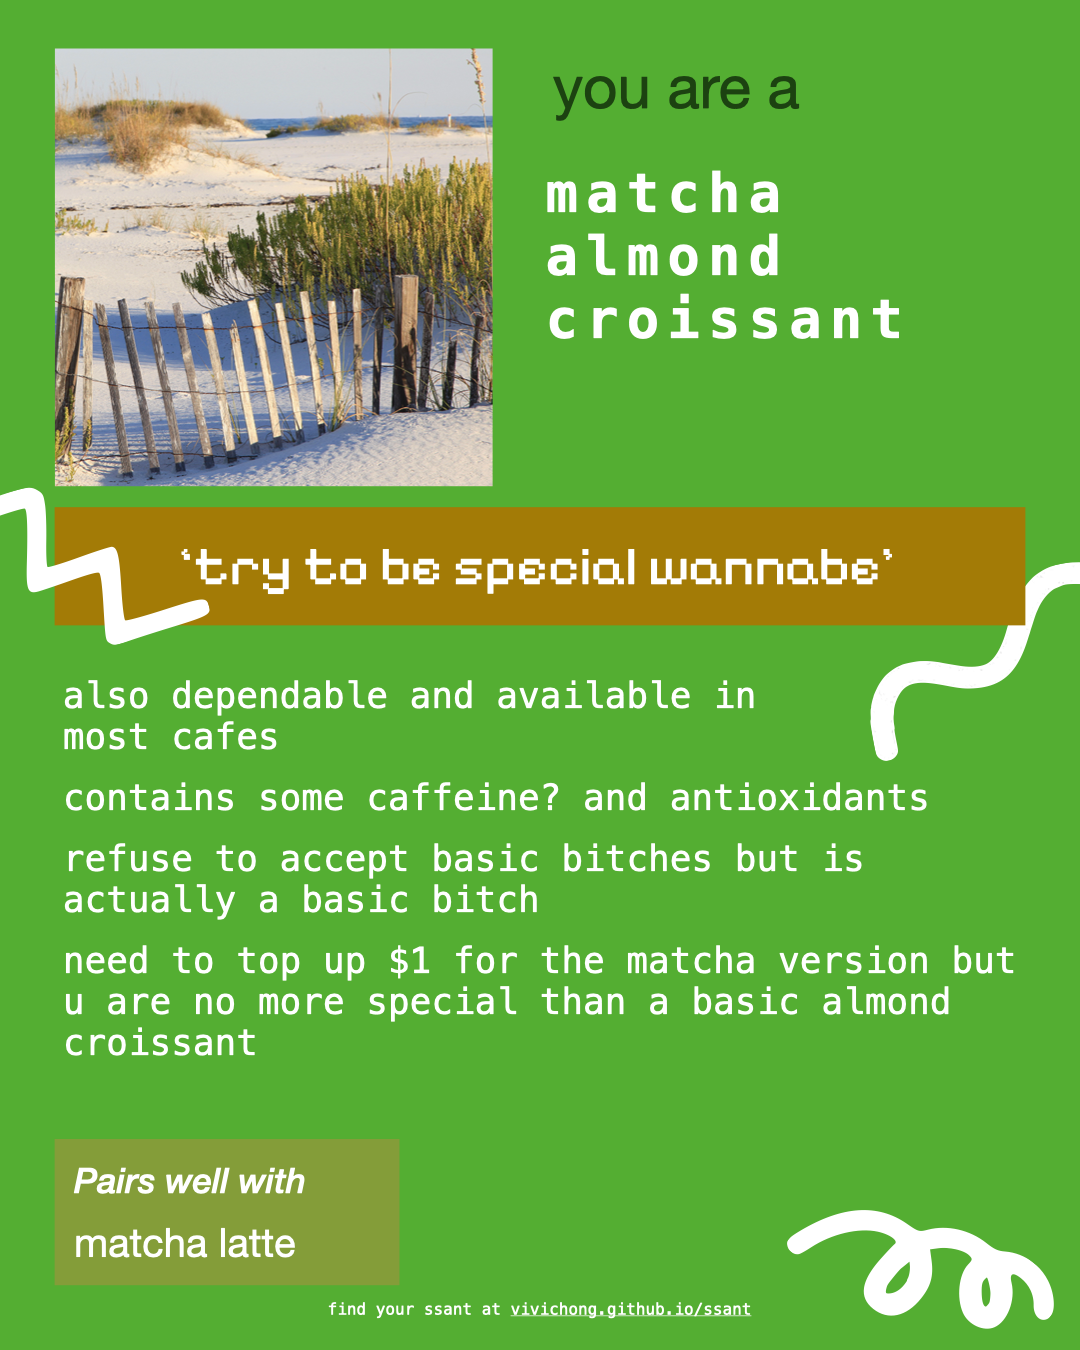 you are a
matcha
almond
croissant
‘try to be special wannabe’
also dependable and available in
most cafes
contains some caffeine? and antioxidants
refuse to accept basic bitches but is
actually a basic bitch
need to top up $1 for the matcha version but
u are no more special than a basic almond
croissant
Pairs well with
matcha latte
find your ssant at vivichong.github.io/ssant